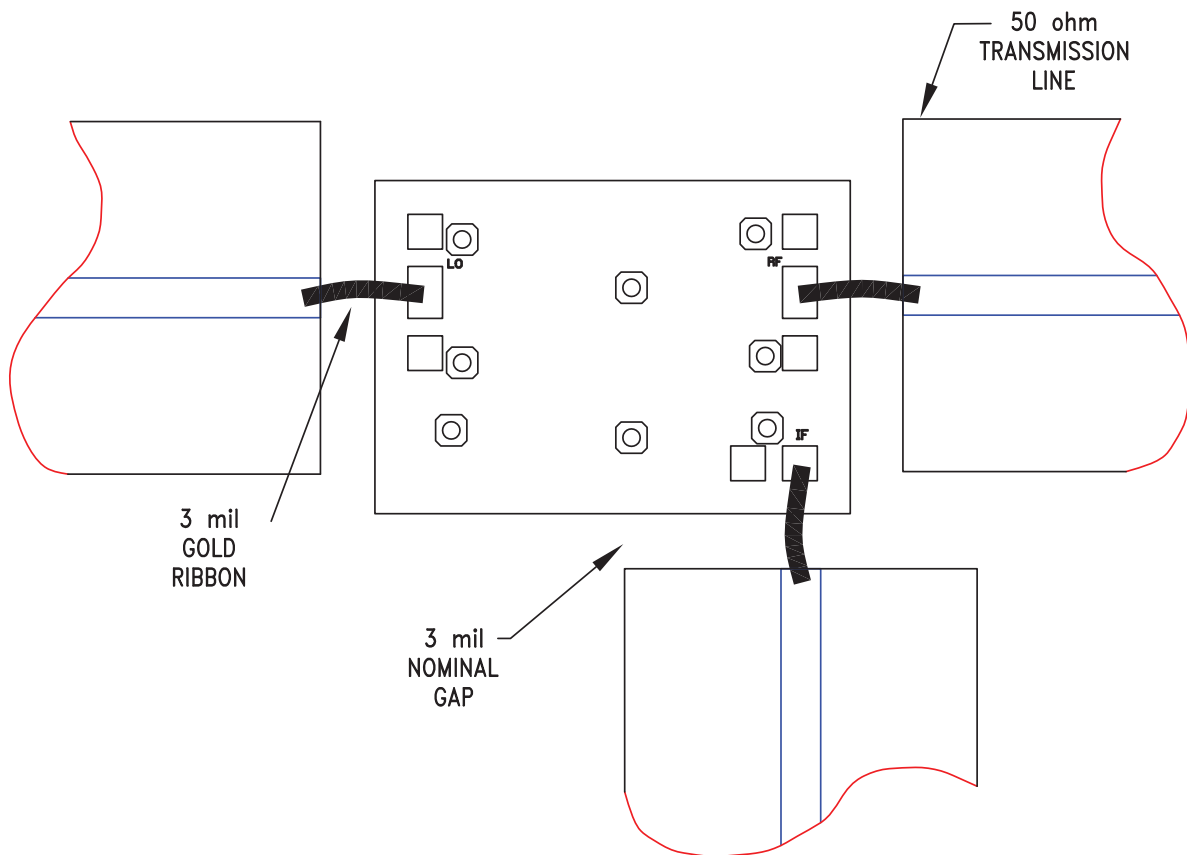 50 ohm
TRANSMISSION
LINE
LO
RF
IF
3 mil
GOLD
RIBBON
3 mil
NOMINAL
GAP